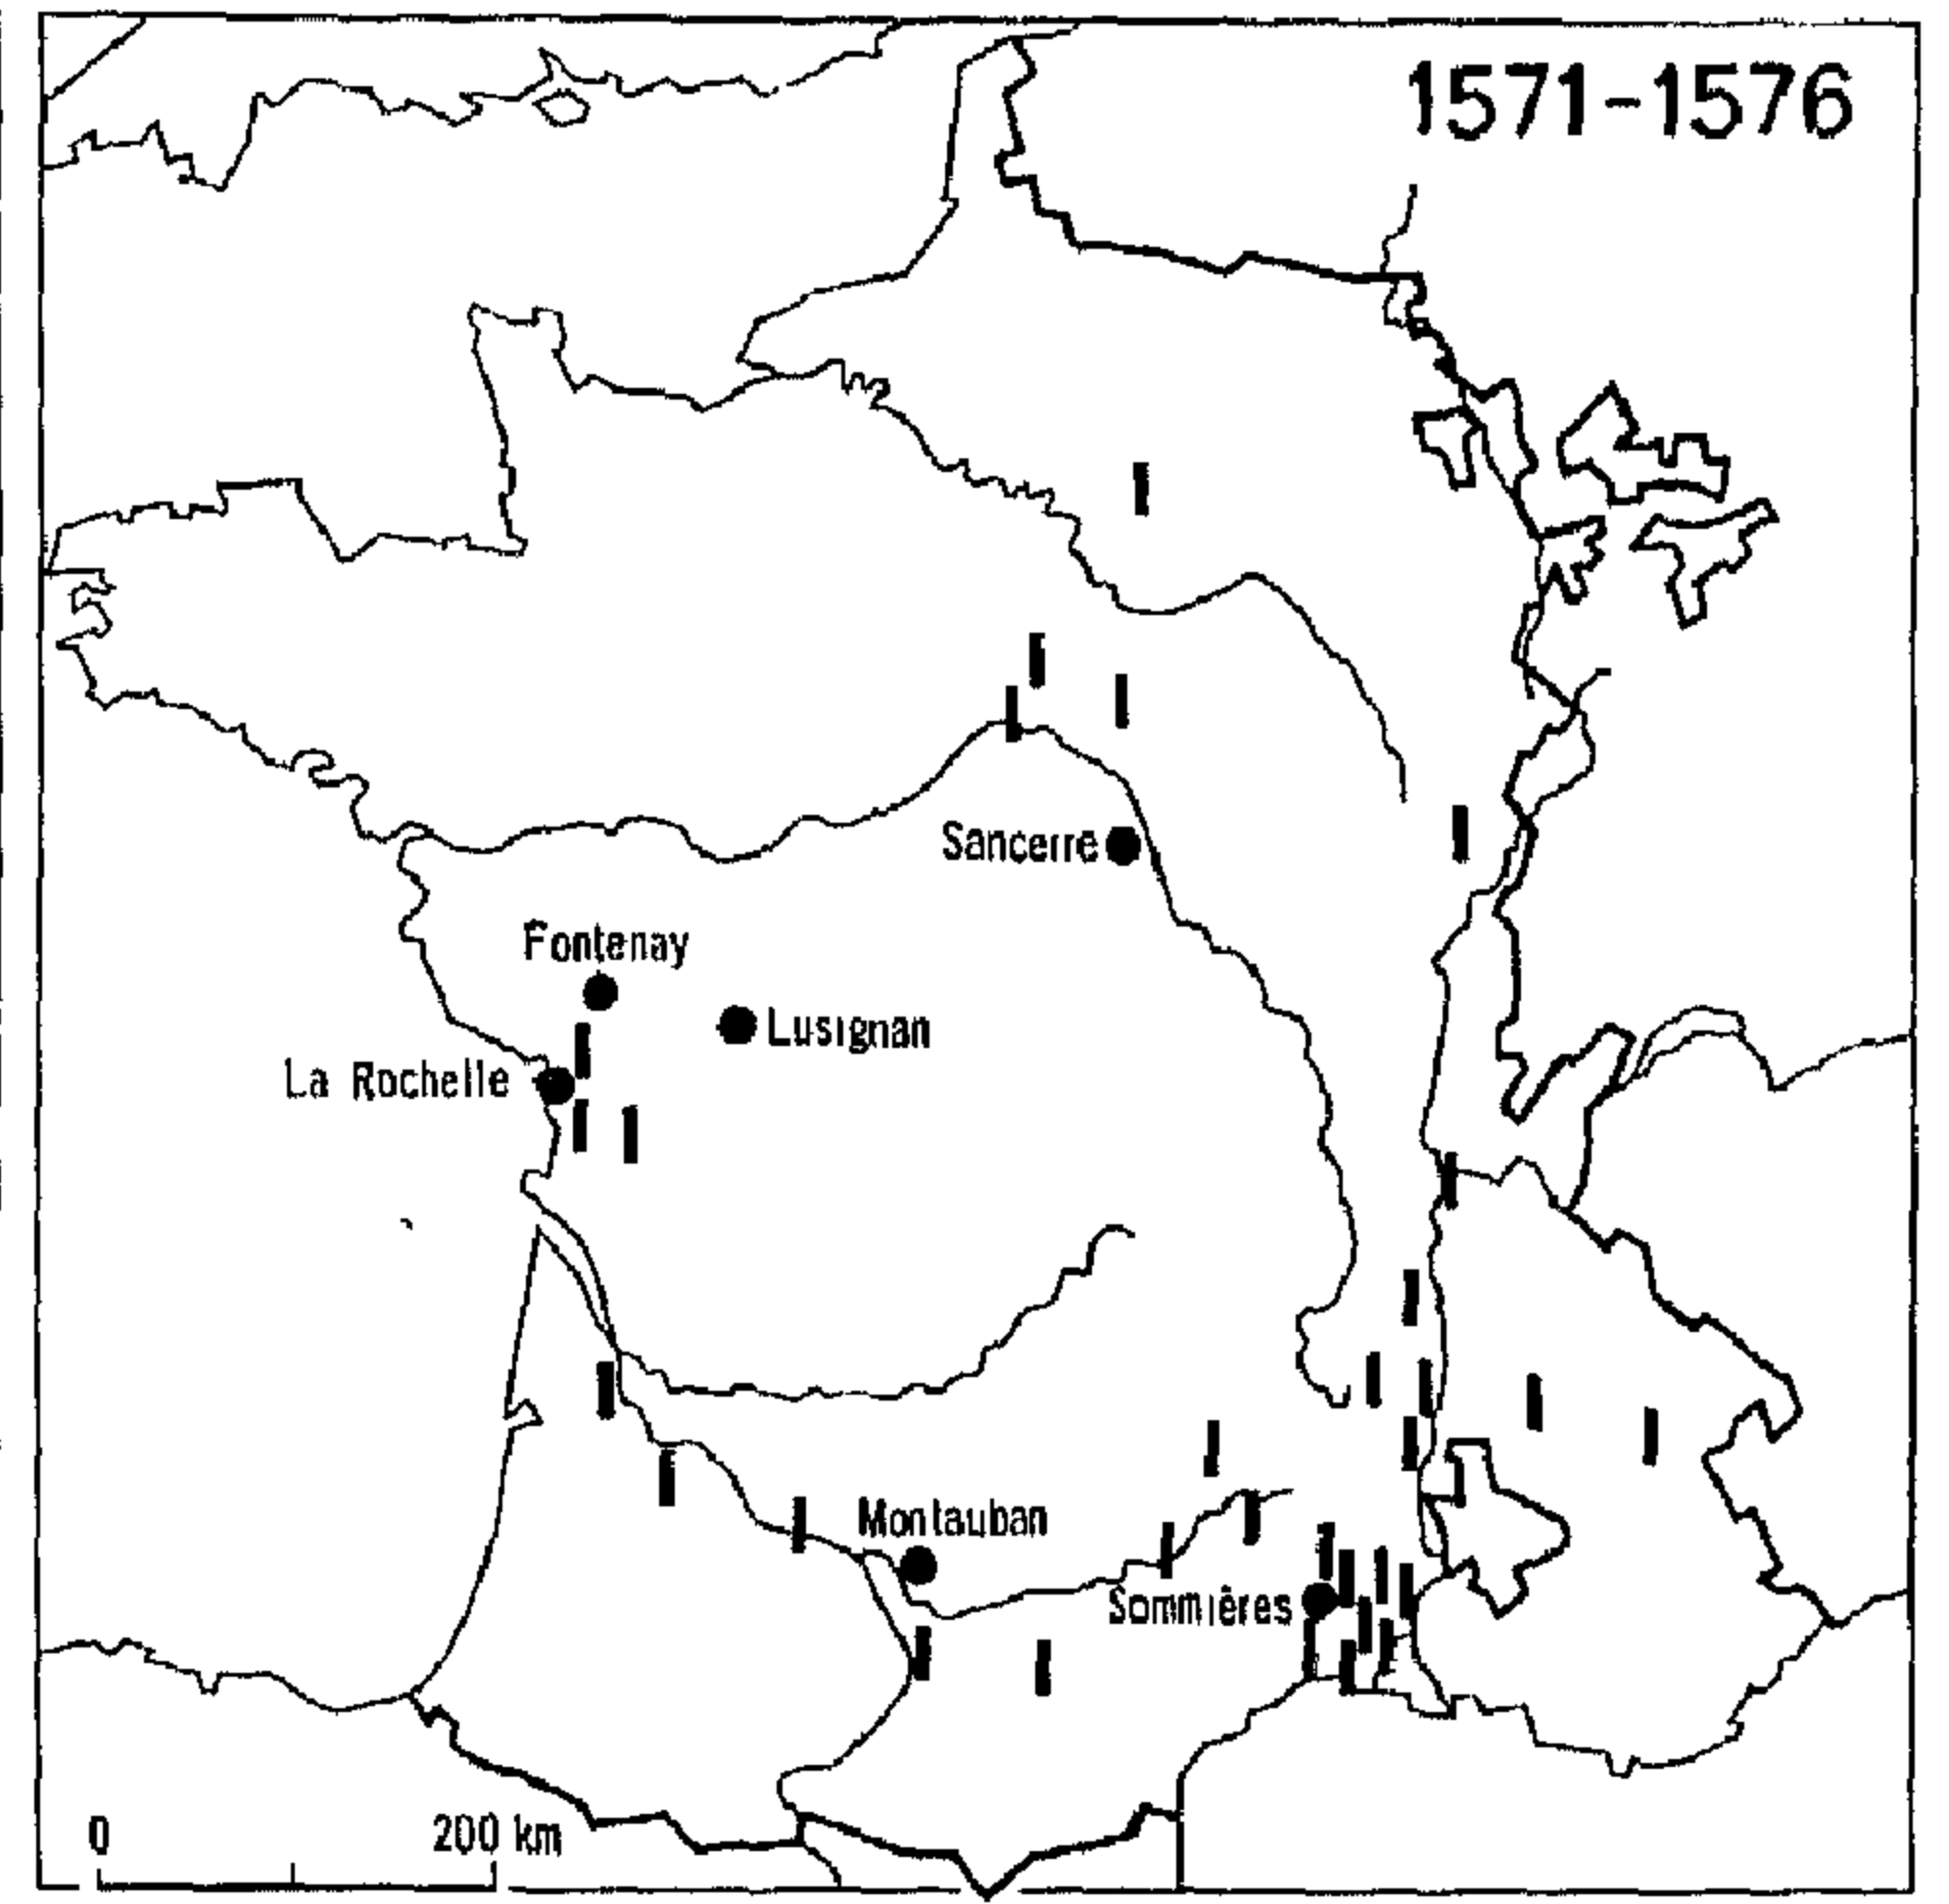 1571-1576
Sancerre
Fontenay
Lusignan
La Rochelle
Montauban
Sommières
0
200 km